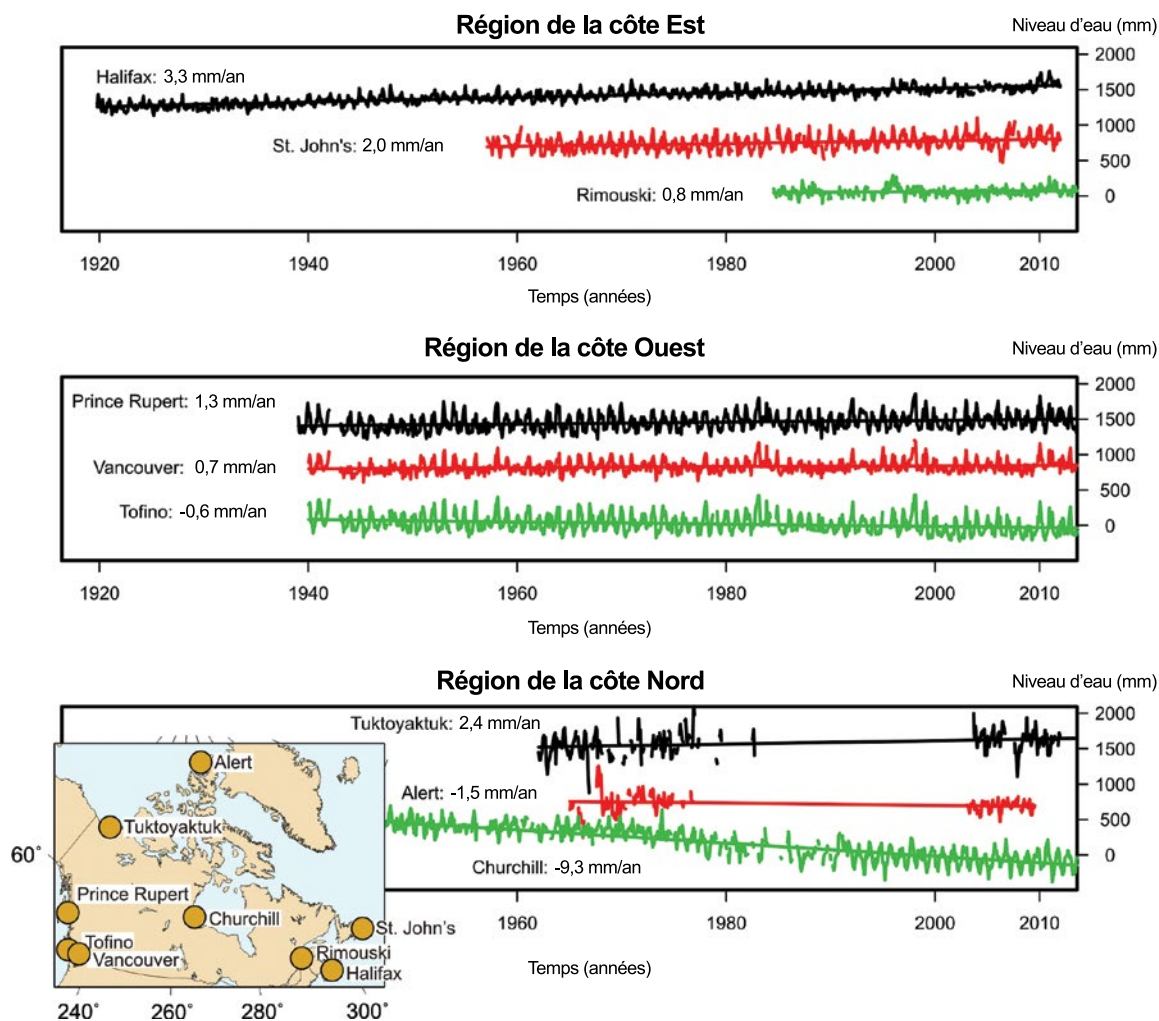 Région de la côte Est
Niveau d'eau (mm)
Halifax: 3,3 mm/an
St. John's: 2,0 mm/an
Rimouski: 0,8 mm/an
2000
1500
1000
500
0
1920 1940 1960 1980 2000 2010
Temps (années)
Région de la côte Ouest
Niveau d'eau (mm)
Prince Rupert: 1,3 mm/an
Vancouver: 0,7 mm/an
Tofino: -0,6 mm/an
2000
1500
1000
500
0
1920 1940 1960 1980 2000 2010
Temps (années)
Région de la côte Nord
Niveau d'eau (mm)
Tuktoyaktuk: 2,4 mm/an
Alert: -1,5 mm/an
Churchill: -9,3 mm/an
2000
1500
1000
500
0
1960 1980 2000 2010
Temps (années)
Alert
Tuktoyaktuk
60°
Prince Rupert
Churchill
St. John's
Tofino
Vancouver
Rimouski
Halifax
240° 260° 280° 300°